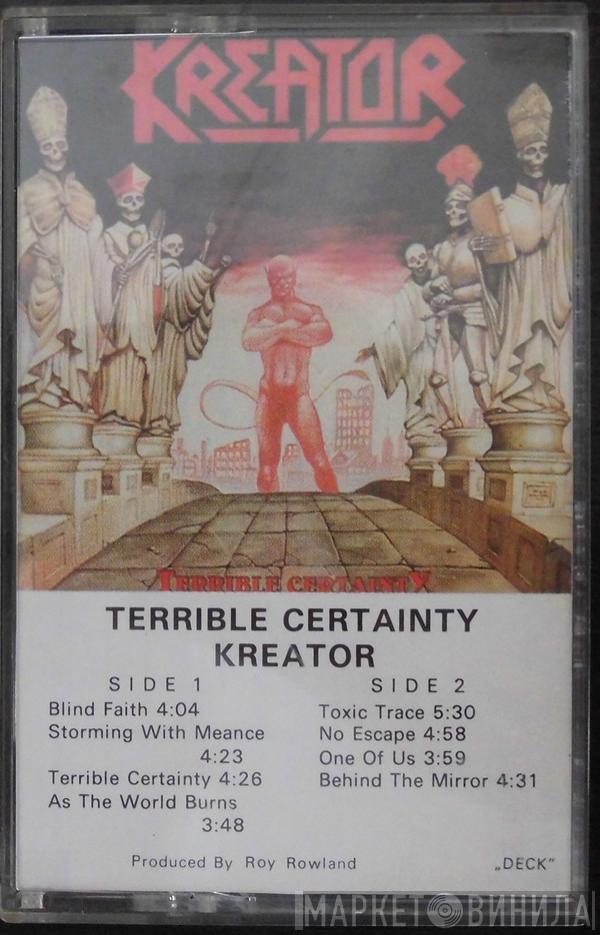 KREATOR
TERRIBLE CERTAINTY
TERRIBLE CERTAINTY
KREATOR
SIDE 1
Blind Faith 4:04
Storming With Meance
4:23
Terrible Certainty 4:26
As The World Burns
3:48
SIDE 2
Toxic Trace 5:30
No Escape 4:58
One Of Us 3:59
Behind The Mirror 4:31
Produced By Roy Rowland
„DECK”
МАРКЕТ ВИНИЛА